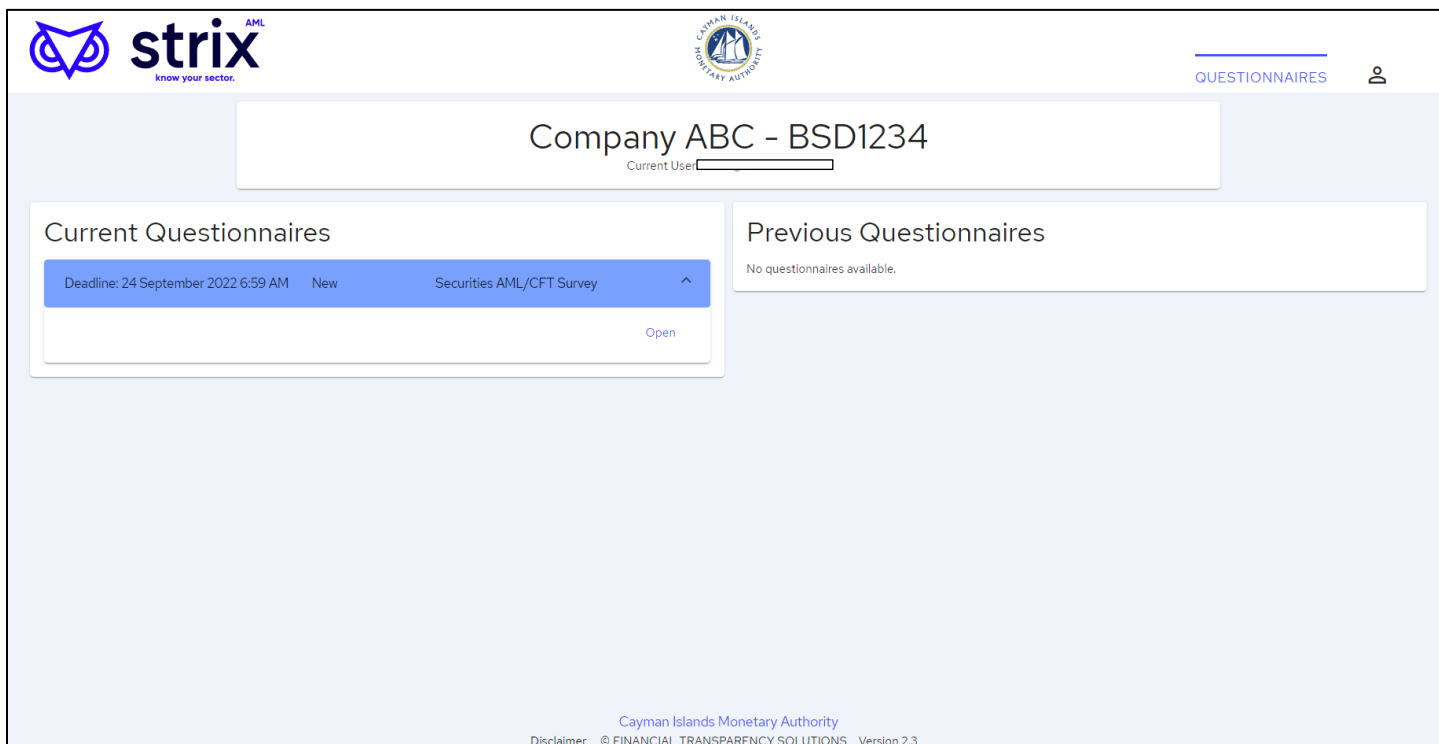 strix AML
know your sector.
CAYMAN ISLANDS MONETARY AUTHORITY
QUESTIONNAIRES
Company ABC - BSD1234
Current User
Current Questionnaires
Deadline: 24 September 2022 6:59 AM New Securities AML/CFT Survey
Open
Previous Questionnaires
No questionnaires available.
Cayman Islands Monetary Authority
Disclaimer © FINANCIAL TRANSPARENCY SOLUTIONS Version 2.3